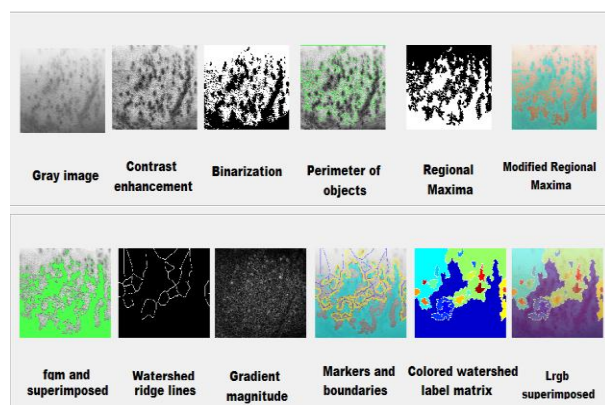 Gray image
Contrast
enhancement
Binarization
Perimeter of
objects
Regional
Maxima
Modified Regional
Maxima
fgm and
superimposed
Watershed
ridge lines
Gradient
magnitude
Markers and
boundaries
Colored watershed
label matrix
Lrgb
superimposed